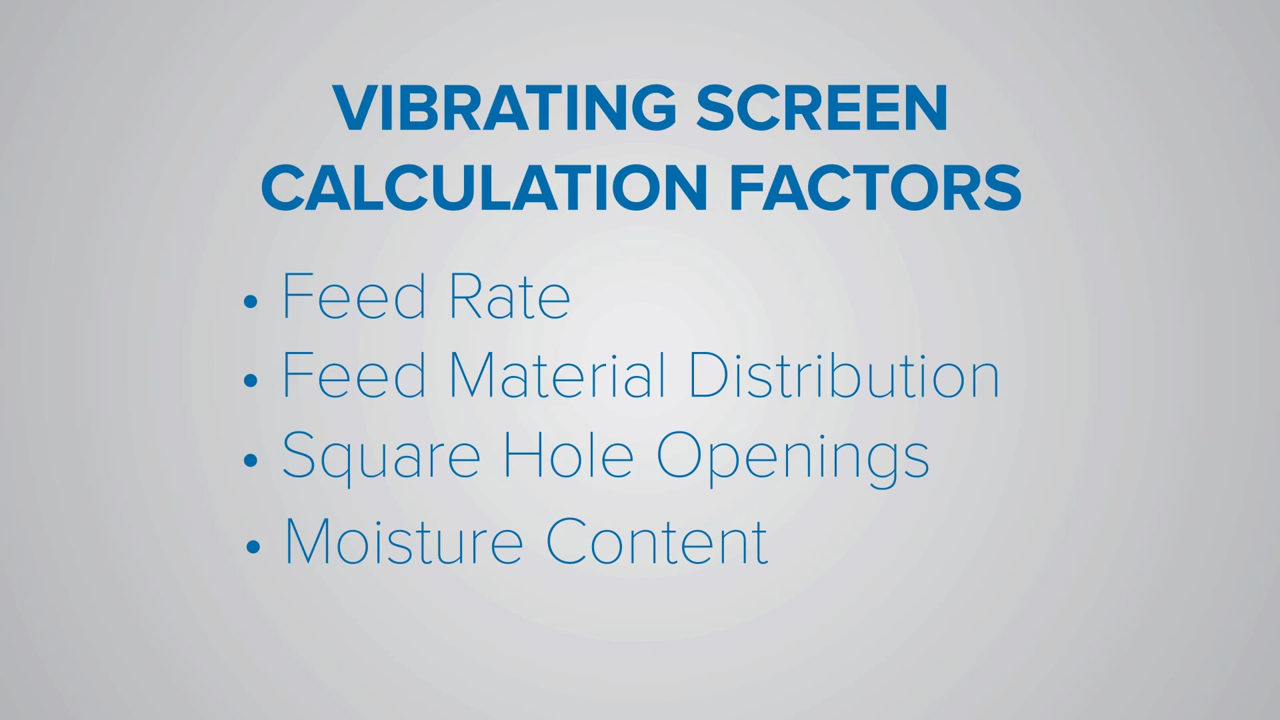 VIBRATING SCREEN
CALCULATION FACTORS
• Feed Rate
• Feed Material Distribution
• Square Hole Openings
• Moisture Content